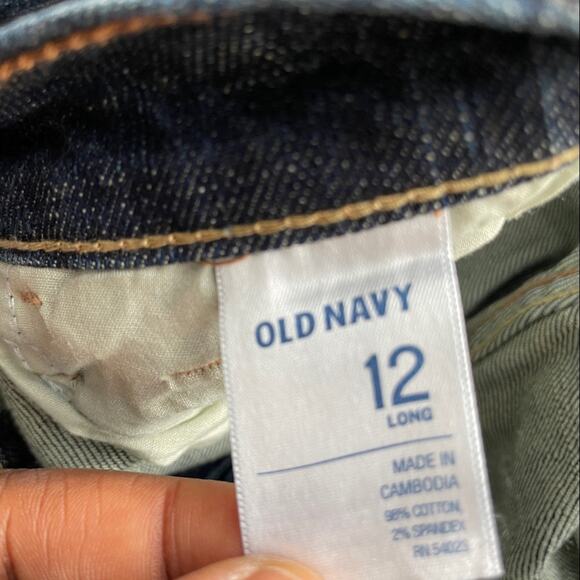 OLD NAVY
12
LONG
MADE IN
CAMBODIA
98% COTTON,
2% SPANDEX
RN 54023